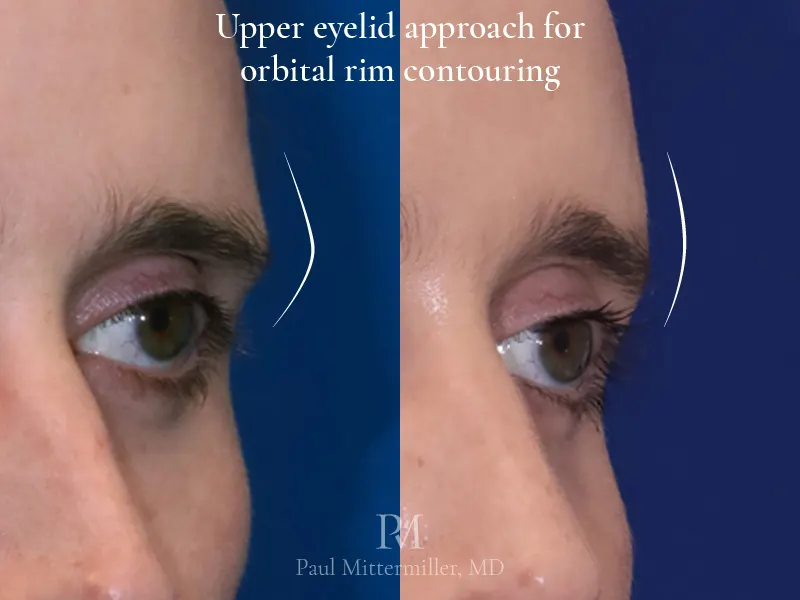 Upper eyelid approach for
orbital rim contouring
PM
Paul Mittermiller, MD